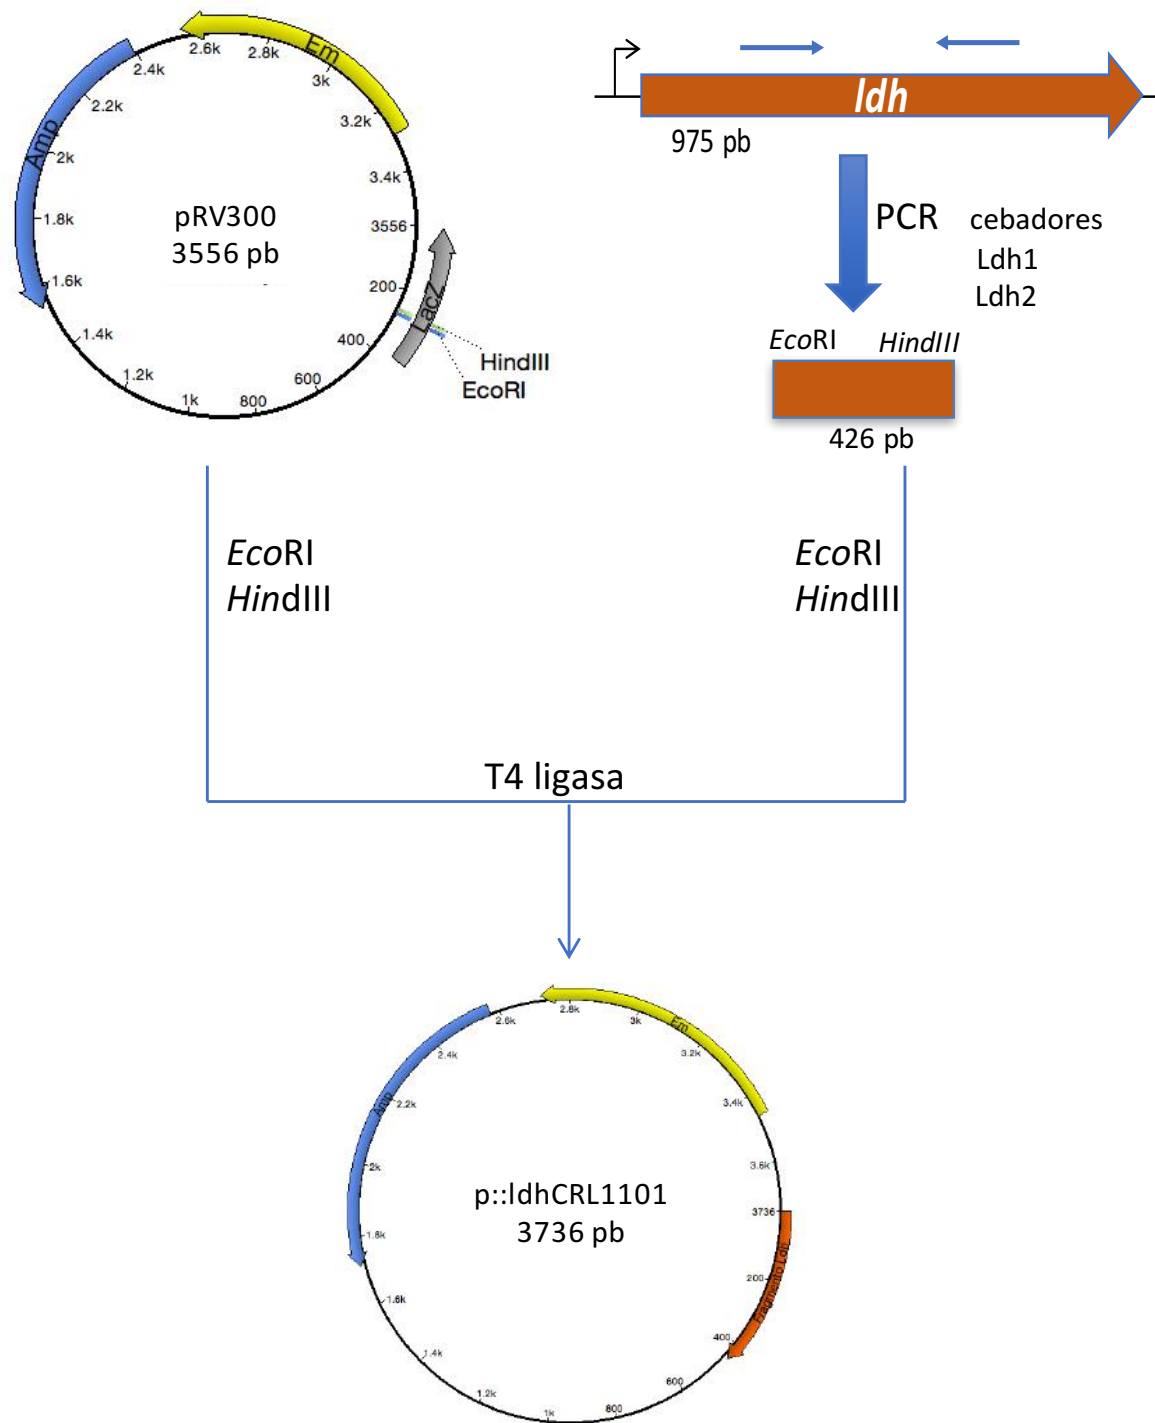 Em
2.6k
2.8k
3k
3.2k
3.4k
3556
200
400
600
800
1k
1.2k
1.4k
1.6k
1.8k
2k
2.2k
2.4k
Amp
LacZ
HindIII
EcoRI
pRV300
3556 pb
ldh
975 pb
PCR cebadores
Ldh1
Ldh2
EcoRI HindIII
426 pb
EcoRI
HindIII
EcoRI
HindIII
T4 ligasa
Em
2.6k
2.8k
3k
3.2k
3.4k
3.6k
3736
200
400
600
800
1k
1.2k
1.4k
1.6k
1.8k
2k
2.2k
2.4k
Amp
Fragmento
p::ldhCRL1101
3736 pb